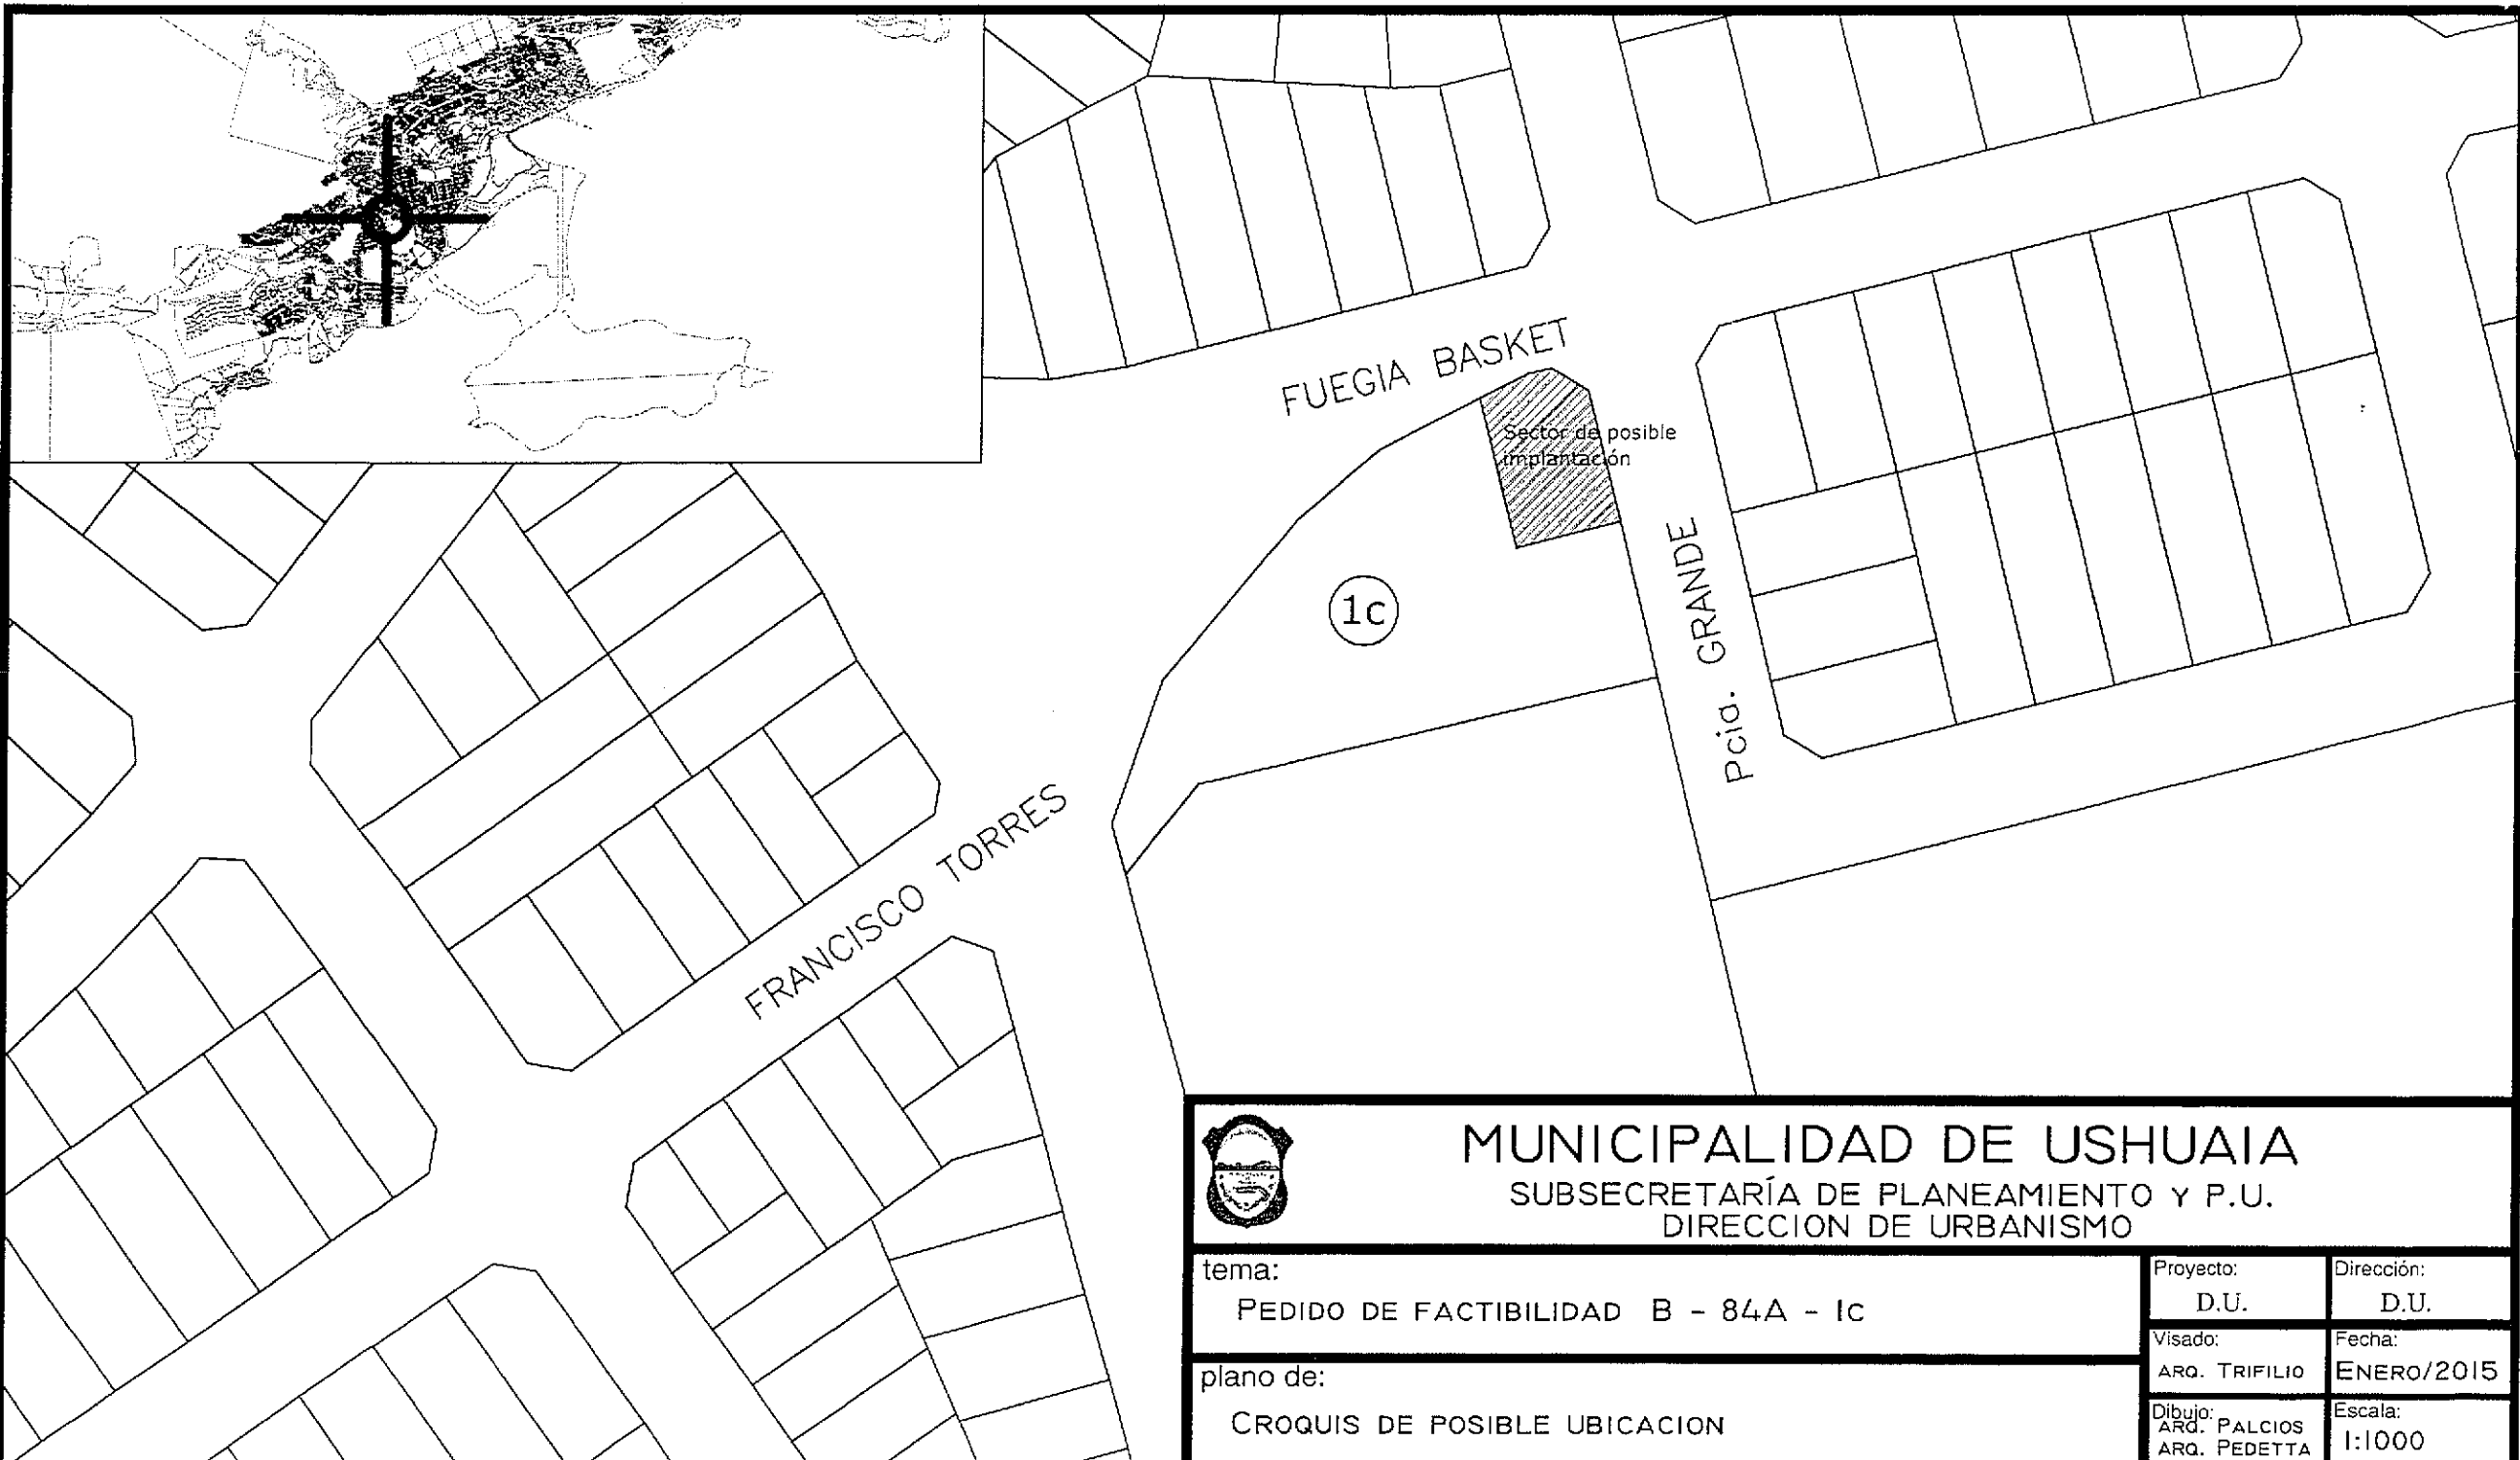 FUEGIA BASKET
Sector de posible
implantación
1c
Pcia. GRANDE
FRANCISCO TORRES
MUNICIPALIDAD DE USHUAIA
SUBSECRETARÍA DE PLANEAMIENTO Y P.U.
DIRECCION DE URBANISMO
tema:
PEDIDO DE FACTIBILIDAD B - 84A - 1c
plano de:
CROQUIS DE POSIBLE UBICACION
Proyecto:
D.U.
Dirección:
D.U.
Visado:
ARQ. TRIFILIO
Fecha:
ENERO/2015
Dibujo:
ARQ. PALCIOS
ARQ. PEDETTA
Escala:
1:1000